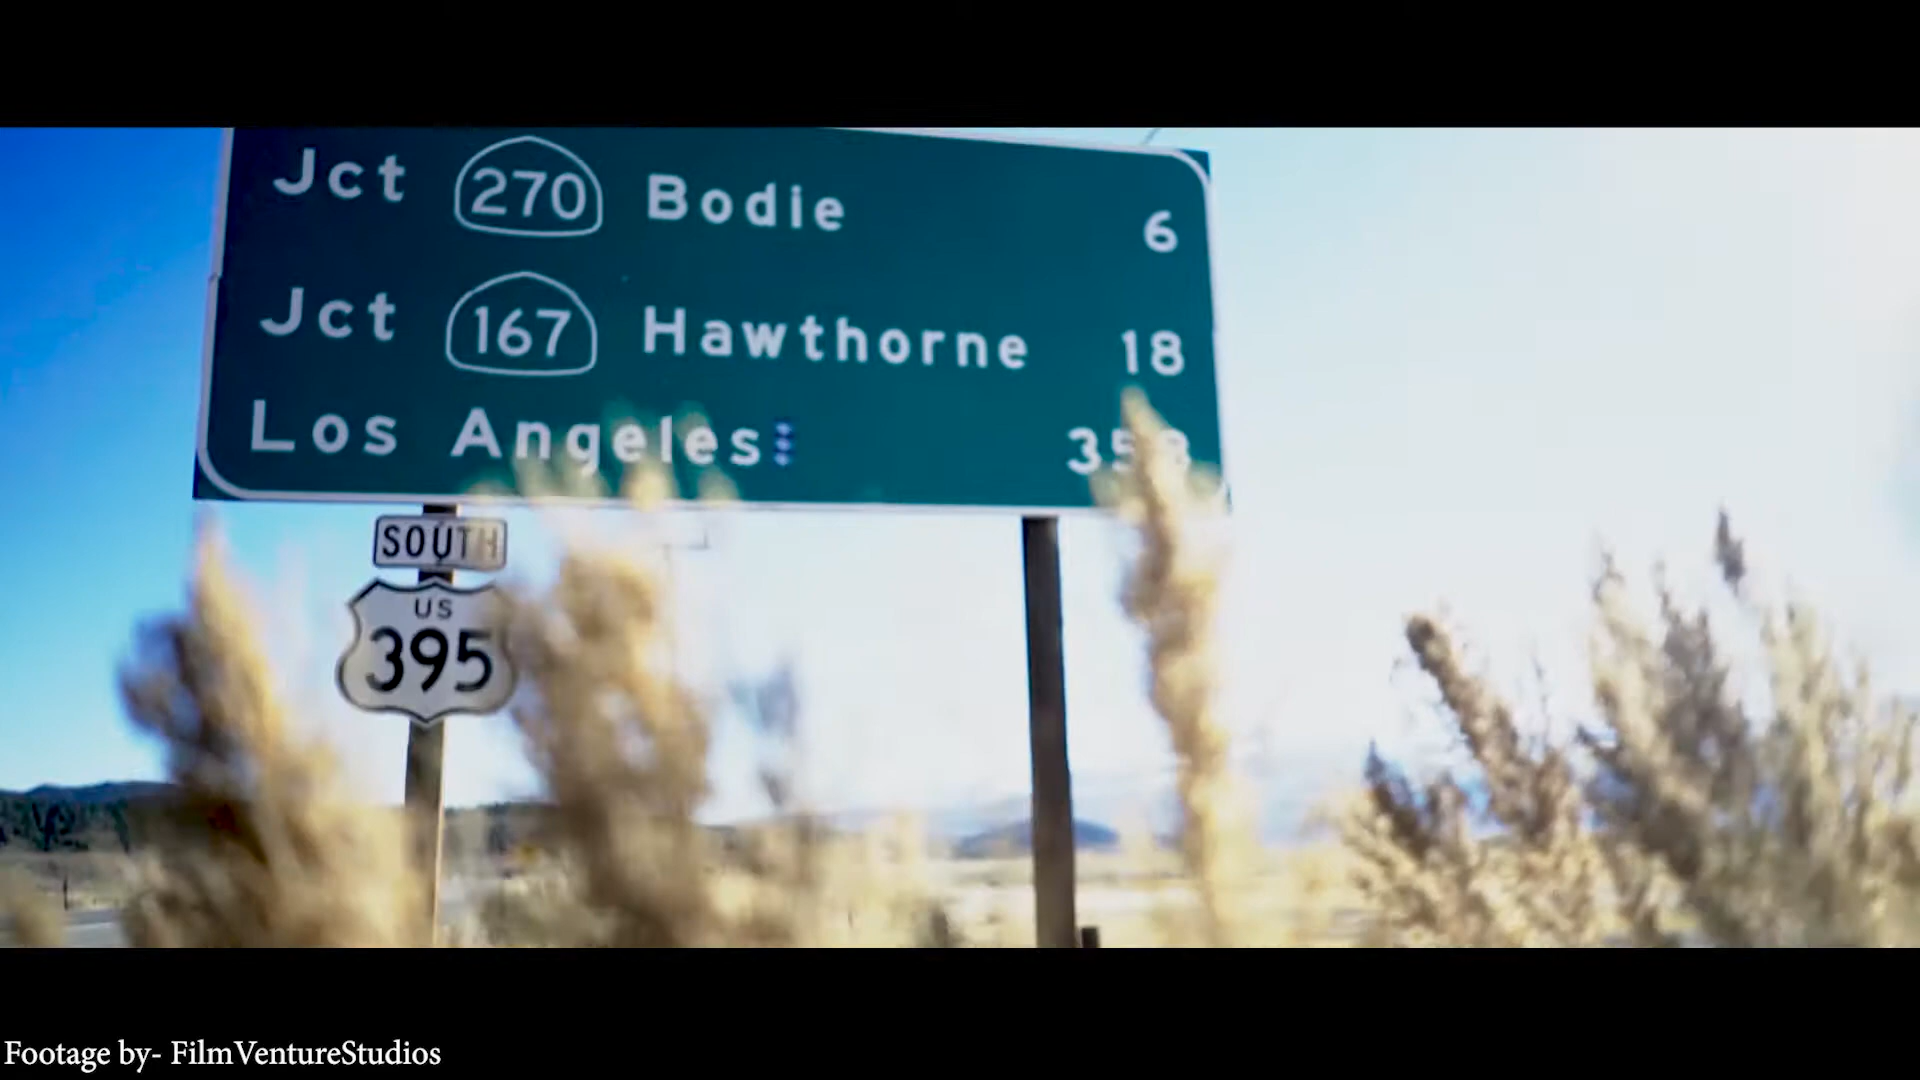 Jct 270 Bodie 6
Jct 167 Hawthorne 18
Los Angeles
SOUTH
US
395
Footage by- FilmVentureStudios